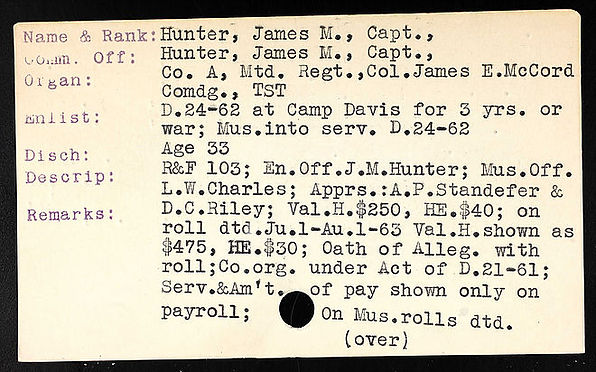 Name & Rank: Hunter, James M., Capt.,
Comm. Off: Hunter, James M., Capt.,
Organ: Co. A, Mtd. Regt.,Col.James E.McCord
Comdg., TST
Enlist: D.24-62 at Camp Davis for 3 yrs. or
war; Mus.into serv. D.24-62
Disch: Age 33
Descrip: R&F 103; En.Off.J.M.Hunter; Mus.Off.
L.W.Charles; Apprs.:A.P.Standefer &
Remarks: D.C.Riley; Val.H.$250, HE.$40; on
roll dtd.Ju.1-Au.1-63 Val.H.shown as
$475, HE.$30; Oath of Alleg. with
roll;Co.org. under Act of D.21-61;
Serv.&Am't. of pay shown only on
payroll; On Mus.rolls dtd.
(over)